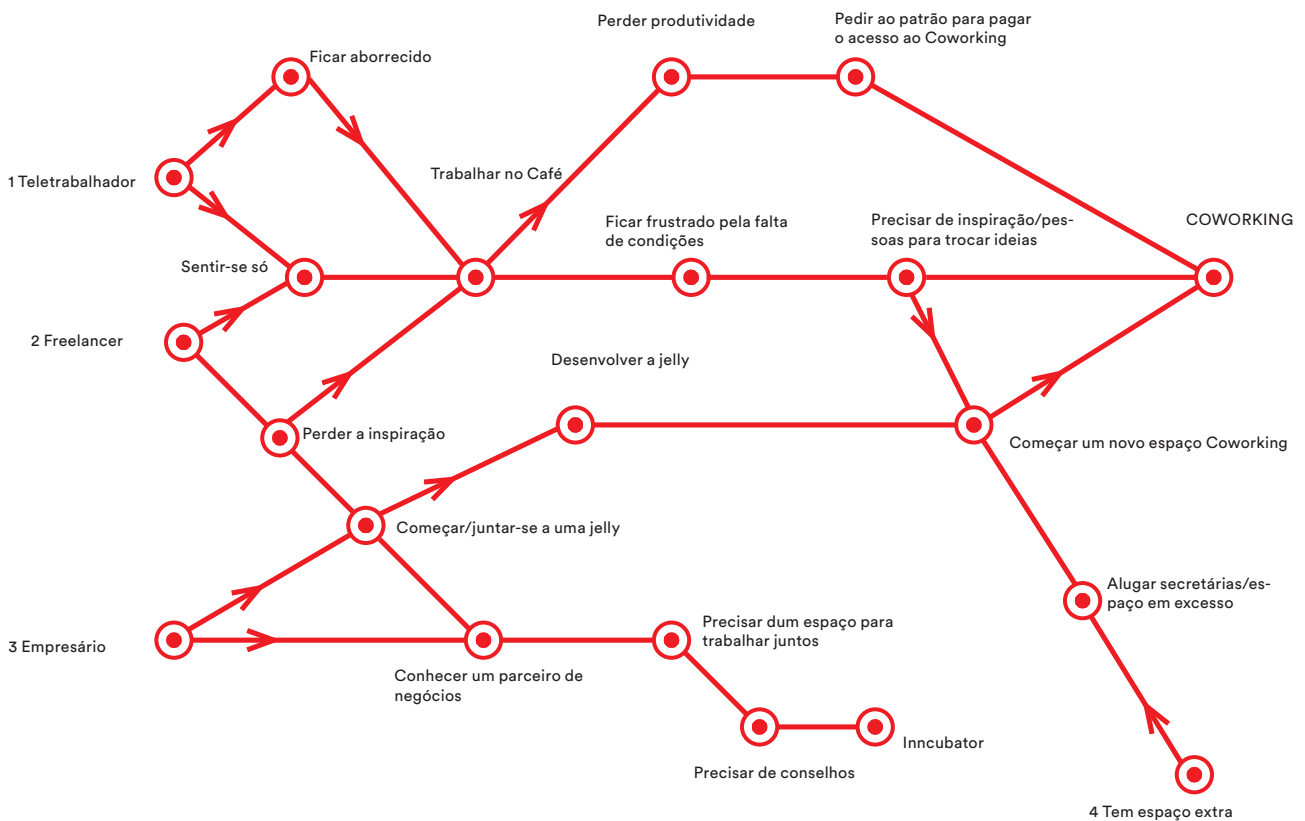 Perder produtividade
Pedir ao patrão para pagar
o acesso ao Coworking
Ficar aborrecido
Trabalhar no Café
1 Teletrabalhador
Ficar frustrado pela falta
de condições
Precisar de inspiração/pes-
soas para trocar ideias
COWORKING
Sentir-se só
2 Freelancer
Desenvolver a jelly
Perder a inspiração
Começar um novo espaço Coworking
Começar/juntar-se a uma jelly
Alugar secretárias/es-
paço em excesso
Precisar dum espaço para
trabalhar juntos
3 Empresário
Conhecer um parceiro de
negócios
Inncubator
Precisar de conselhos
4 Tem espaço extra